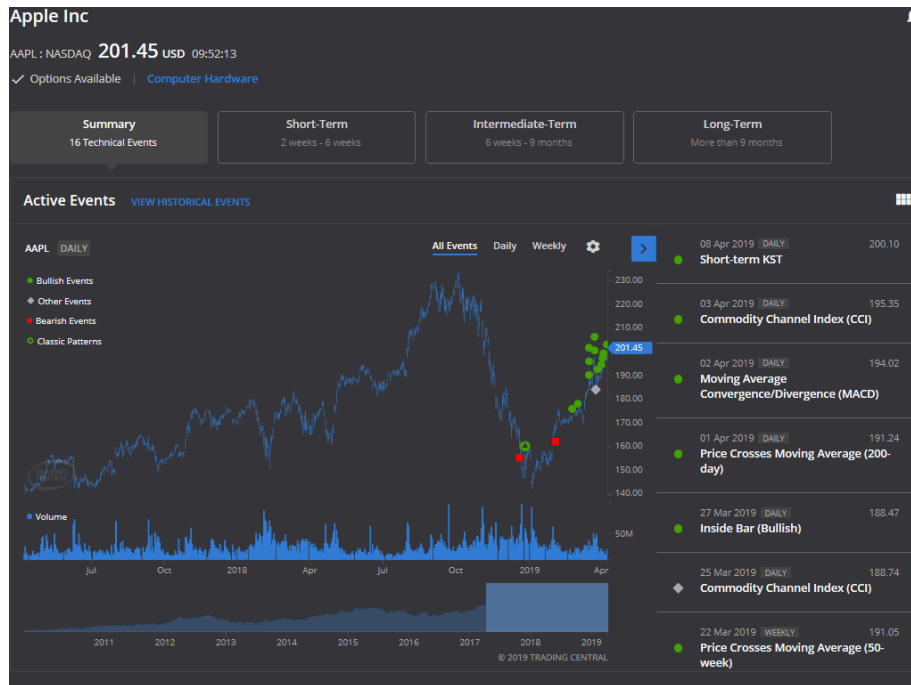 Apple Inc
AAPL : NASDAQ 201.45 USD 09:52:13
Options Available | Computer Hardware
Summary
16 Technical Events
Short-Term
2 weeks - 6 weeks
Intermediate-Term
6 weeks - 9 months
Long-Term
More than 9 months
Active Events VIEW HISTORICAL EVENTS
AAPL DAILY
All Events Daily Weekly
Bullish Events
Other Events
Bearish Events
Classic Patterns
230.00
220.00
210.00
201.45
190.00
180.00
170.00
160.00
150.00
140.00
TRADING
CENTRAL
Volume
50M
Jul Oct 2018 Apr Jul Oct 2019 Apr
2011 2012 2013 2014 2015 2016 2017 2018 2019
© 2019 TRADING CENTRAL
08 Apr 2019 DAILY 200.10
Short-term KST
03 Apr 2019 DAILY 195.35
Commodity Channel Index (CCI)
02 Apr 2019 DAILY 194.02
Moving Average
Convergence/Divergence (MACD)
01 Apr 2019 DAILY 191.24
Price Crosses Moving Average (200-
day)
27 Mar 2019 DAILY 188.47
Inside Bar (Bullish)
25 Mar 2019 DAILY 188.74
Commodity Channel Index (CCI)
22 Mar 2019 WEEKLY 191.05
Price Crosses Moving Average (50-
week)